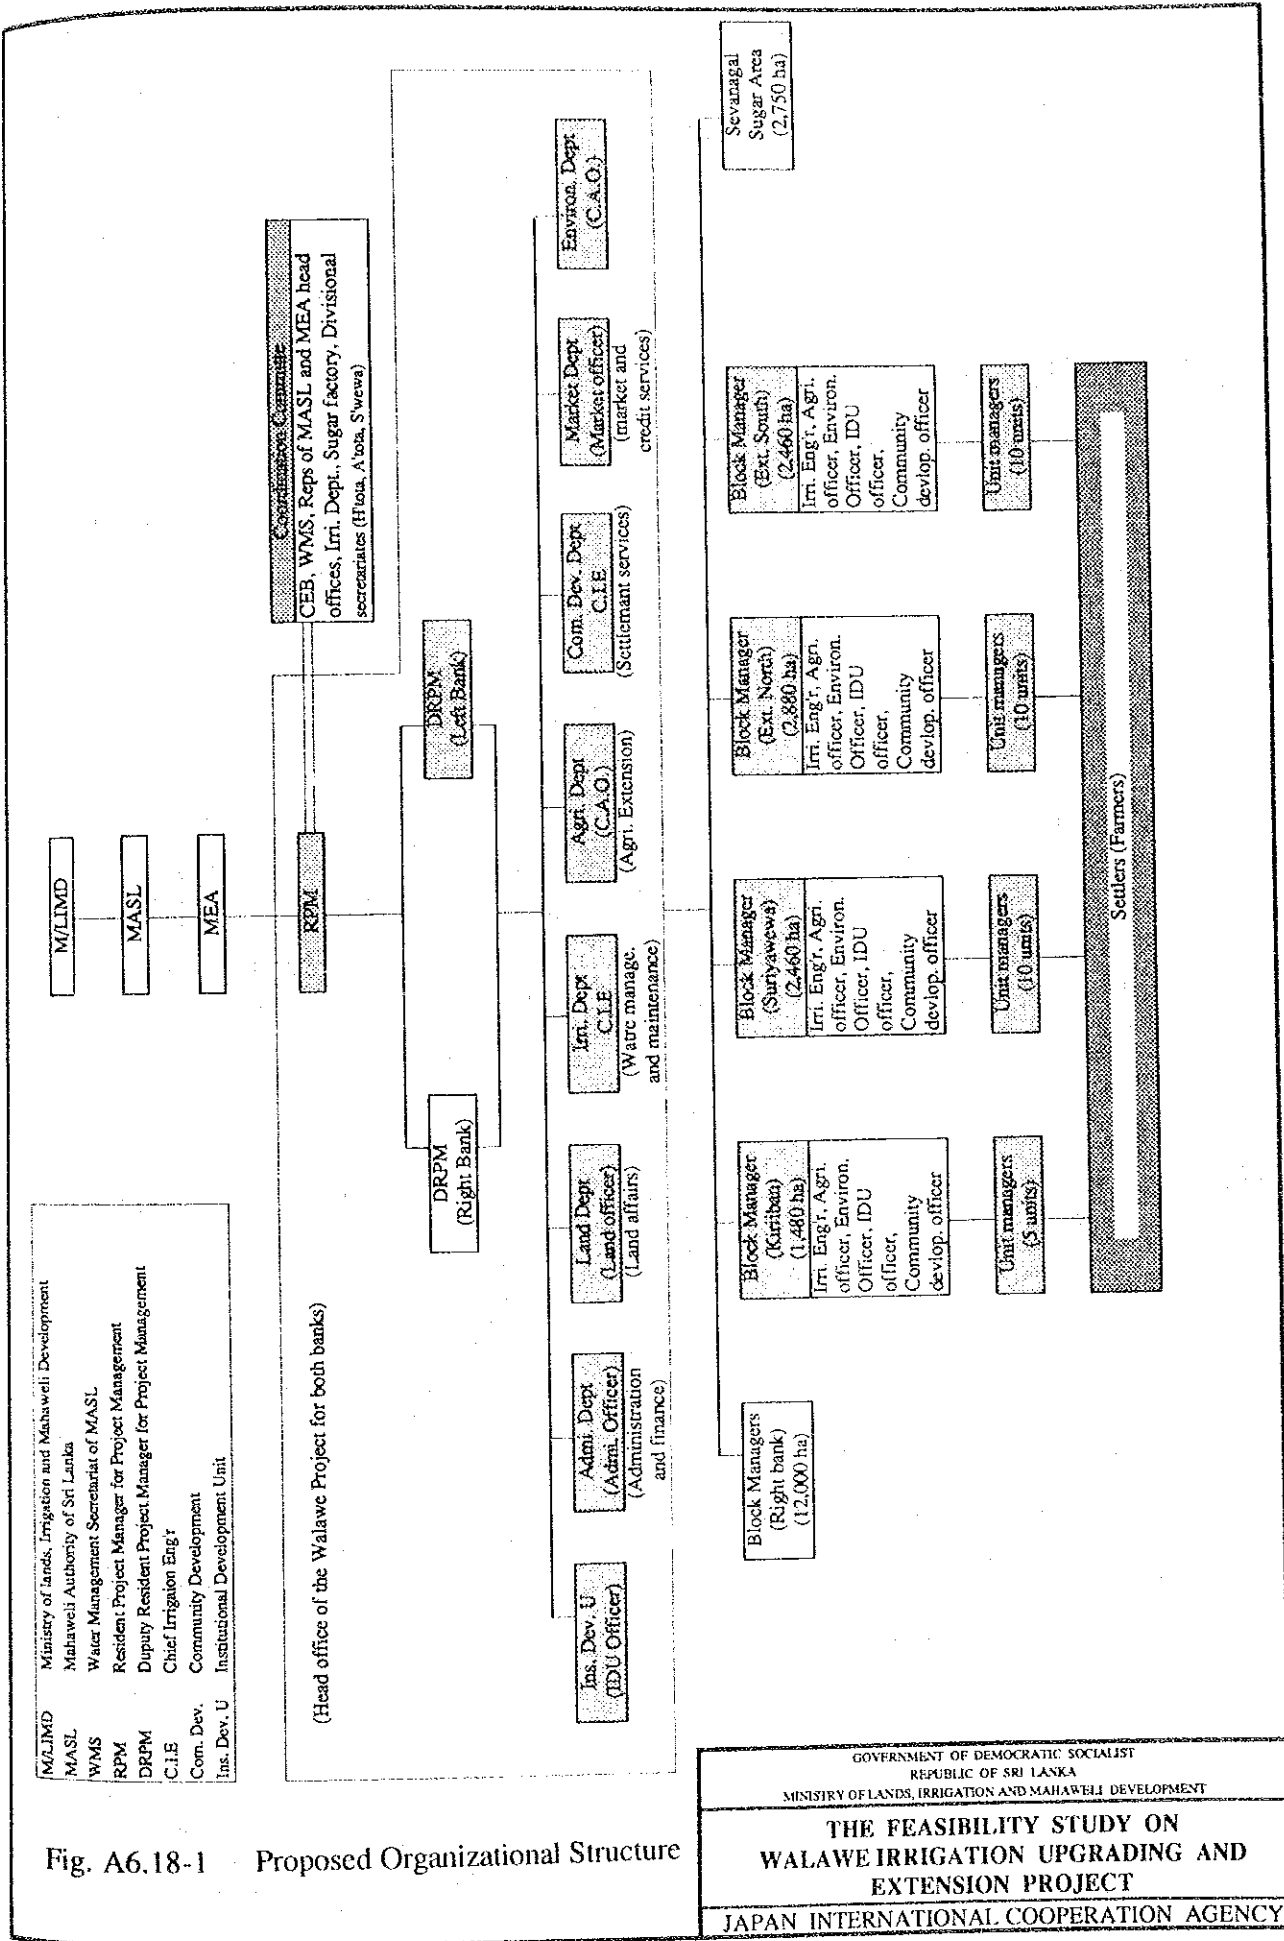 M/LIMD Ministry of lands, Irrigation and Mahaweli Development
MASL Mahaweli Authority of Sri Lanka
WMS Water Management Secretariat of MASL
RPM Resident Project Manager for Project Management
DRPM Deputy Resident Project Manager for Project Management
C.I.E Chief Irrigaion Eng'r
Com. Dev. Community Development
Ins. Dev. U Institutional Development Unit
M/LIMD
MASL
MEA
RPM
Coordination Committe
CEB, WMS, Reps of MASL and MEA head
offices, Irri. Dept., Sugar factory, Divisional
secretariates (H'tota, A'tota, S'wewa)
(Head office of the Walawe Project for both banks)
DRPM
(Right Bank)
DRPM
(Left Bank)
Ins. Dev. U
(IDU Officer)
Admi. Dept
(Admi. Officer)
(Administration
and finance)
Land Dept
(Land officer)
(Land affairs)
Irri. Dept
C.I.E
(Watre manage.
and maintenance)
Agri. Dept
(C.A.O.)
(Agri. Extension)
Com. Dev. Dept
C.I.E.
(Settlemant services)
Market Dept
(Market officer)
(market and
credit services)
Environ. Dept
(C.A.O.)
Block Managers
(Right bank)
(12,000 ha)
Block Manager
(Kiriiban)
(1,480 ha)
Irri. Eng'r, Agri.
officer, Environ.
Officer, IDU
officer,
Community
devlop. officer
Block Manager
(Suriyawewa)
(2,460 ha)
Irri. Eng'r, Agri.
officer, Environ.
Officer, IDU
officer,
Community
devlop. officer
Block Manager
(Ext. North)
(2,880 ha)
Irri. Eng'r, Agri.
officer, Environ.
Officer, IDU
officer,
Community
devlop. officer
Block Manager
(Ext. South)
(2,460 ha)
Irri. Eng'r, Agri.
officer, Environ.
Officer, IDU
officer,
Community
devlop. officer
Sevanagal
Sugar Area
(2,750 ha)
Unit managers
(5 units)
Unit managers
(10 units)
Unit managers
(10 units)
Unit managers
(10 units)
Settlers (Farmers)
Fig. A6.18-1 Proposed Organizational Structure
GOVERNMENT OF DEMOCRATIC SOCIALIST
REPUBLIC OF SRI LANKA
MINISTRY OF LANDS, IRRIGATION AND MAHAWELI DEVELOPMENT
THE FEASIBILITY STUDY ON
WALAWE IRRIGATION UPGRADING AND
EXTENSION PROJECT
JAPAN INTERNATIONAL COOPERATION AGENCY